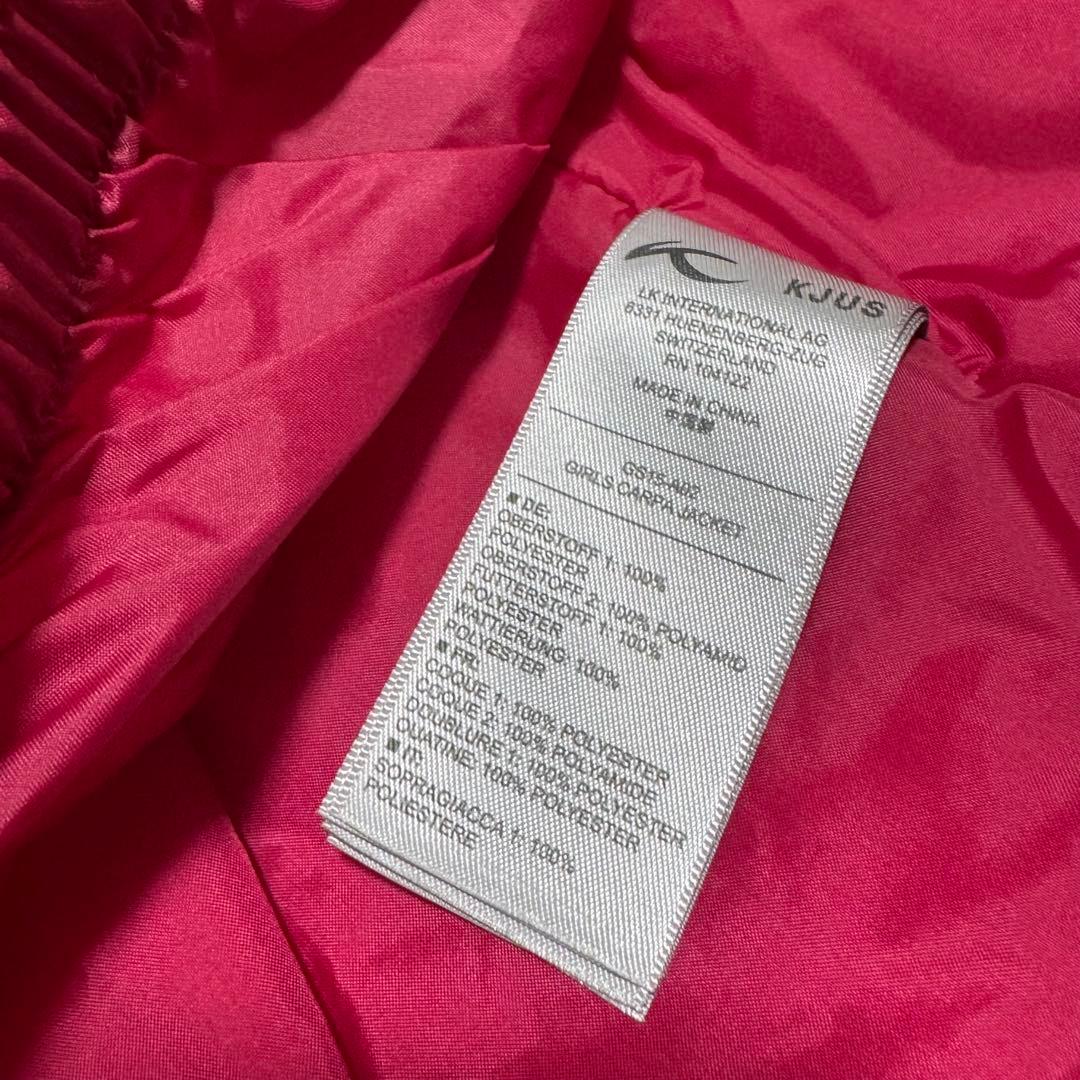 KJUS
LK INTERNATIONAL AG
6331 HUENENBERG-ZUG
SWITZERLAND
RN 104122
MADE IN CHINA
中国製
GS15-A02
GIRLS CARPA JACKET
■ DE:
OBERSTOFF 1: 100%
POLYESTER
OBERSTOFF 2: 100% POLYAMID
FUTTERSTOFF 1: 100%
POLYESTER
WATTIERUNG: 100%
POLYESTER
■ FR:
COQUE 1: 100% POLYESTER
COQUE 2: 100% POLYAMIDE
DOUBLURE 1: 100% POLYESTER
OUATINE: 100% POLYESTER
■ IT:
SOPRAGIACCA 1: 100%
POLIESTERE